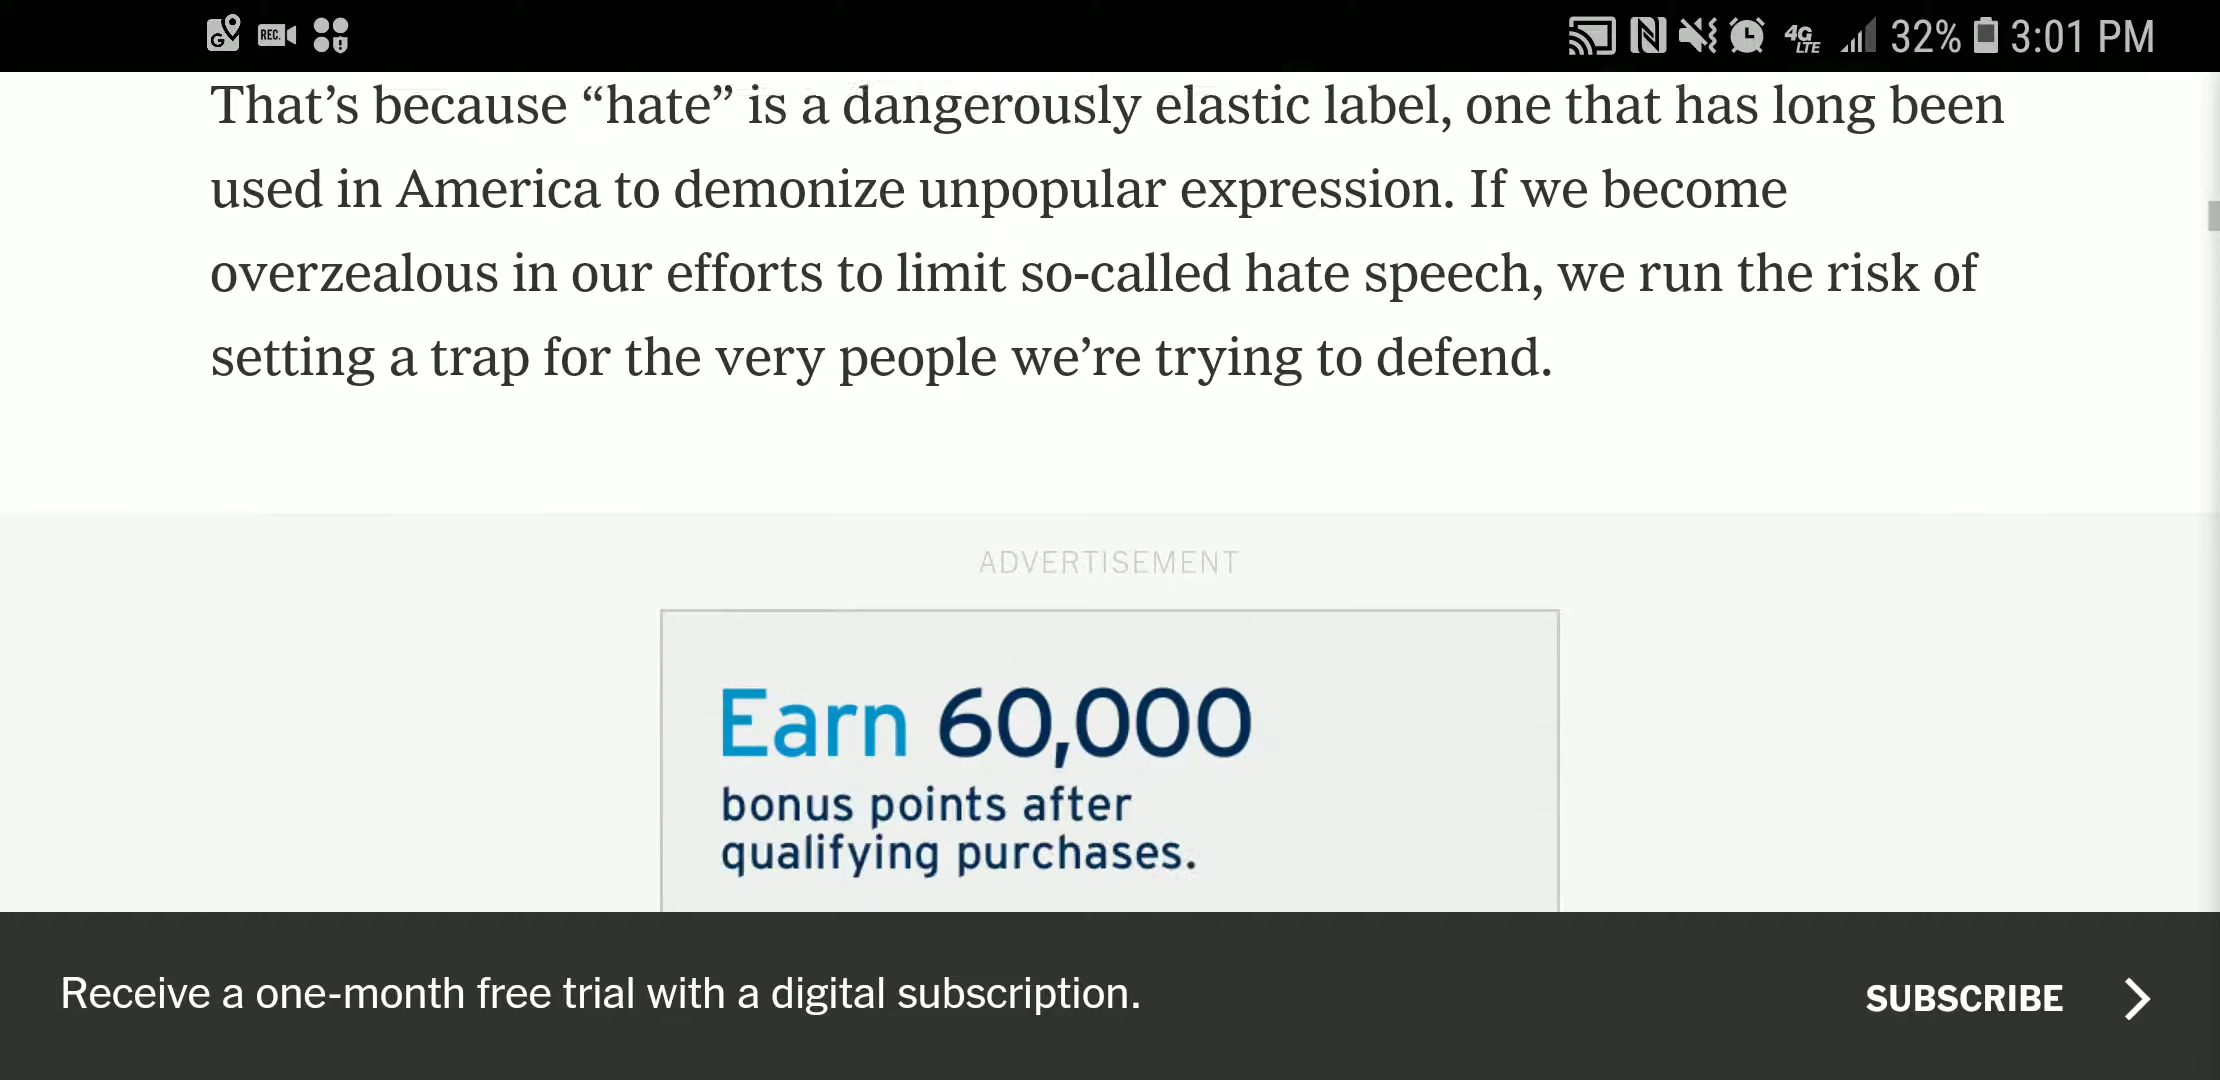 REC. 4G LTE 32% 3:01 PM
That’s because “hate” is a dangerously elastic label, one that has long been
used in America to demonize unpopular expression. If we become
overzealous in our efforts to limit so-called hate speech, we run the risk of
setting a trap for the very people we’re trying to defend.
ADVERTISEMENT
Earn 60,000
bonus points after
qualifying purchases.
Receive a one-month free trial with a digital subscription.
SUBSCRIBE